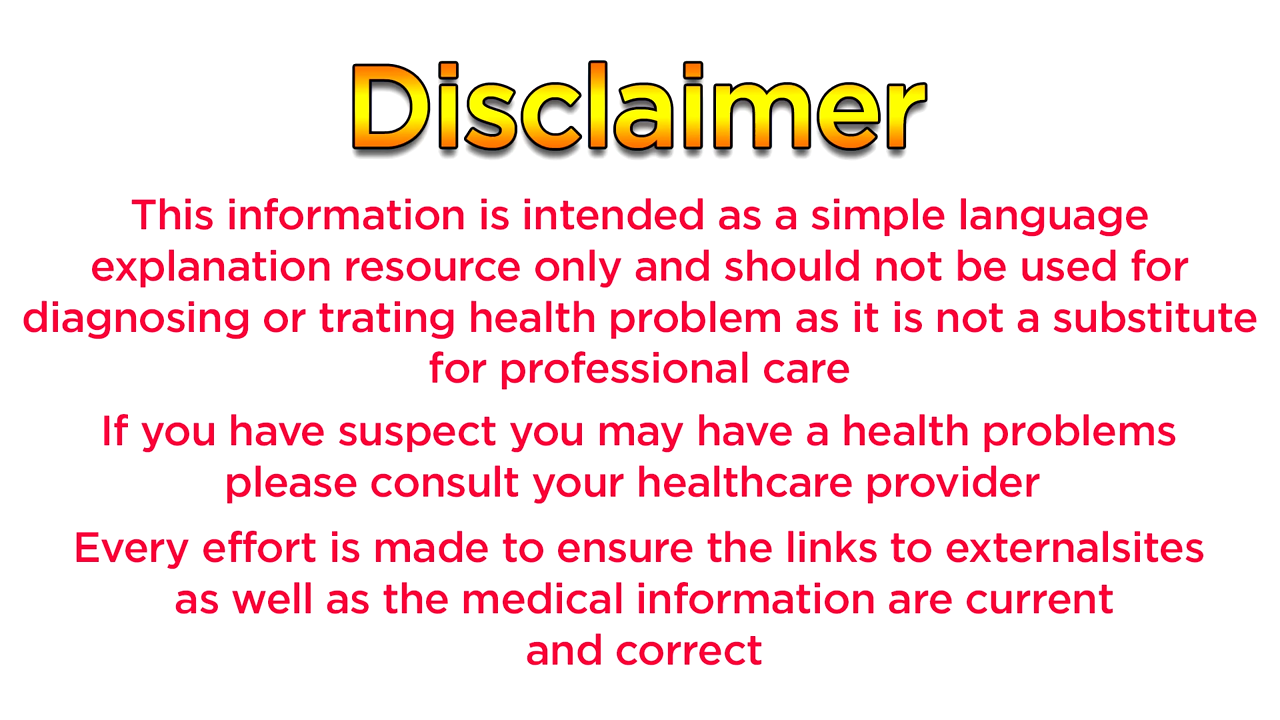 Disclaimer
This information is intended as a simple language
explanation resource only and should not be used for
diagnosing or trating health problem as it is not a substitute
for professional care
If you have suspect you may have a health problems
please consult your healthcare provider
Every effort is made to ensure the links to externalsites
as well as the medical information are current
and correct